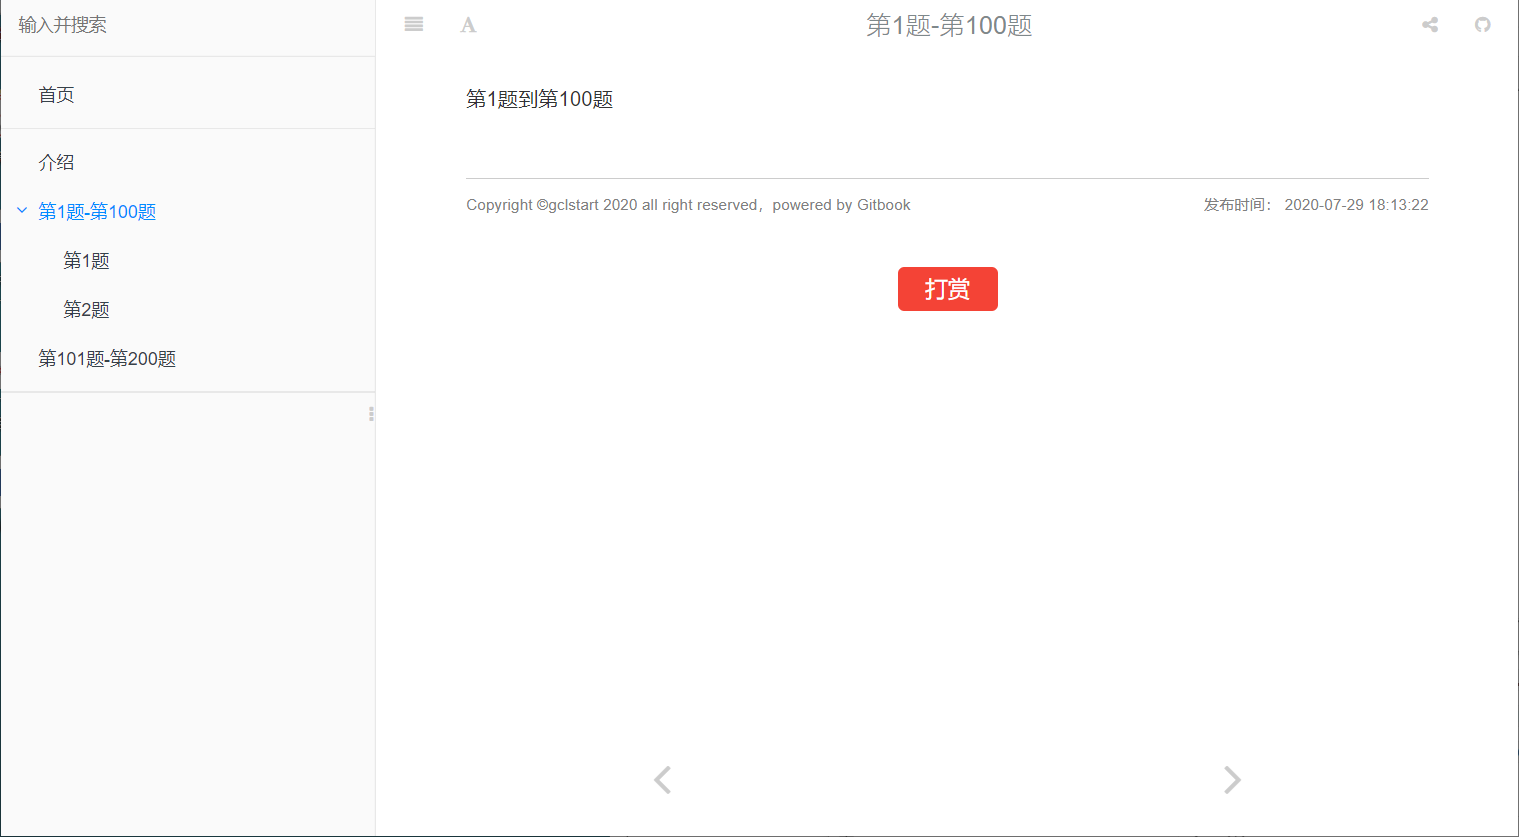 输入并搜索
首页
介绍
第1题-第100题
第1题
第2题
第101题-第200题
A
第1题-第100题
第1题到第100题
Copyright ©gclstart 2020 all right reserved，powered by Gitbook
发布时间： 2020-07-29 18:13:22
打赏